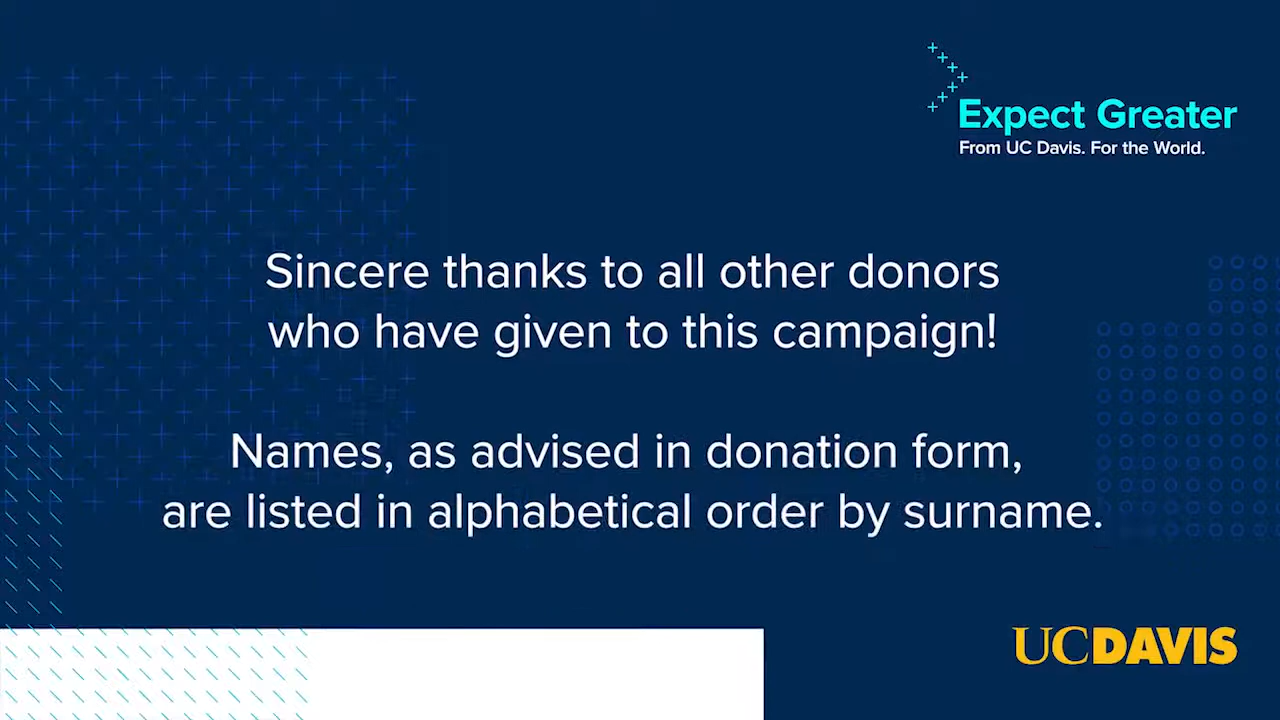 Expect Greater
From UC Davis. For the World.
Sincere thanks to all other donors
who have given to this campaign!
Names, as advised in donation form,
are listed in alphabetical order by surname.
UCDAVIS